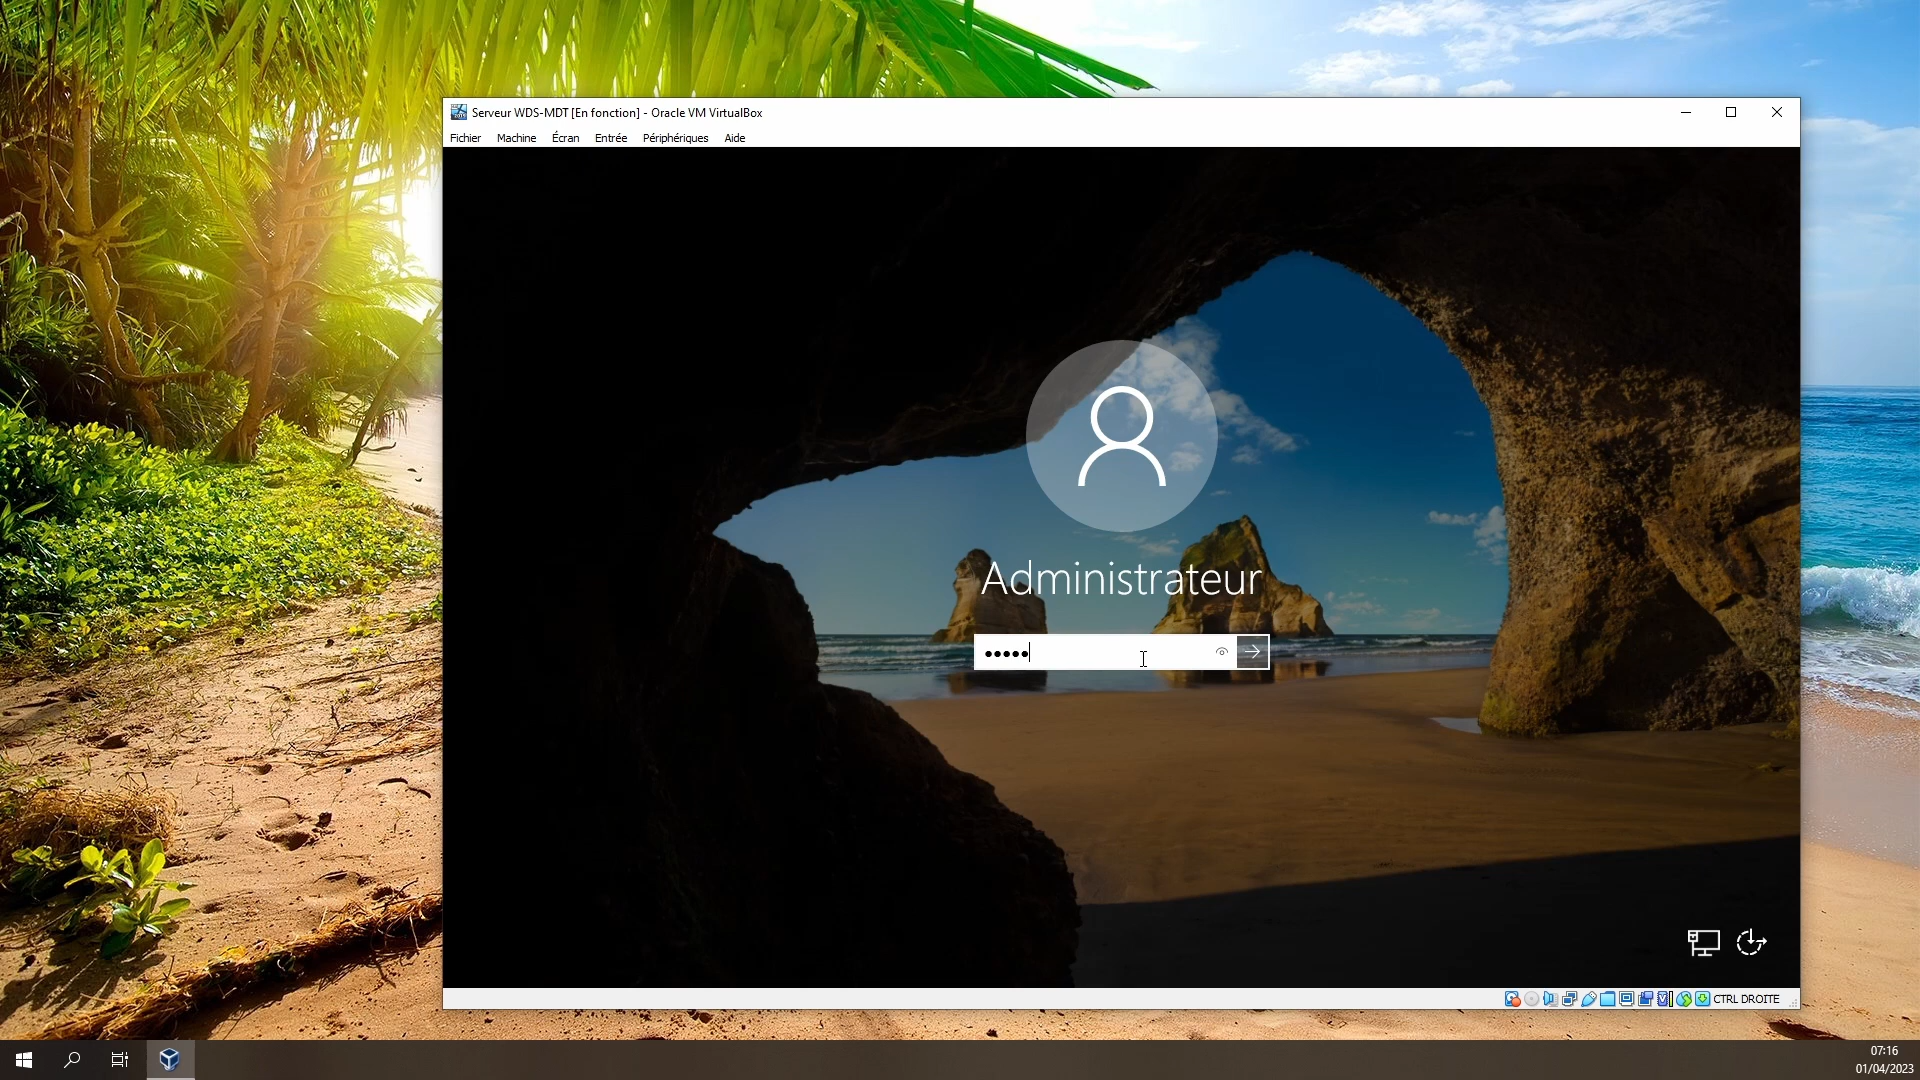 Serveur WDS-MDT [En fonction] - Oracle VM VirtualBox
Fichier Machine Écran Entrée Périphériques Aide
Administrateur
CTRL DROITE
07:16
01/04/2023